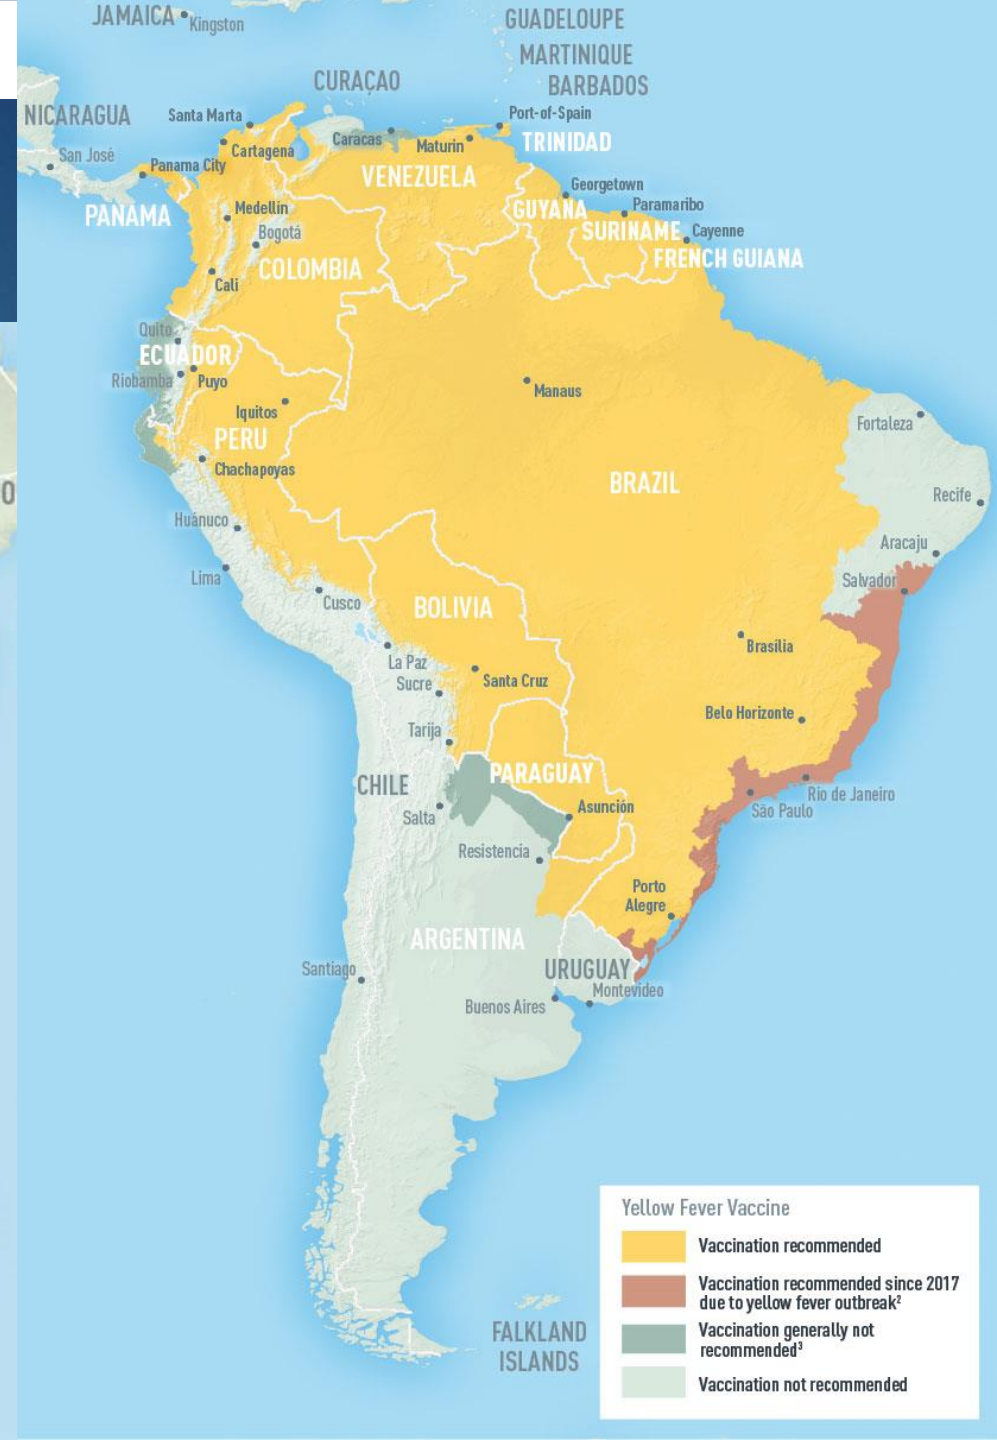 JAMAICA
Kingston
GUADELOUPE
MARTINIQUE
BARBADOS
CURAÇAO
NICARAGUA
Santa Marta
Port-of-Spain
Caracas
Maturin
TRINIDAD
San José
Cartagena
Panama City
VENEZUELA
Georgetown
PANAMA
Medellin
GUYANA
Paramaribo
Bogotá
SURINAME
Cayenne
COLOMBIA
FRENCH GUIANA
Cali
Quito
ECUADOR
Riobamba
Puyo
Manaus
Iquitos
PERU
Fortaleza
Chachapoyas
BRAZIL
O
Recife
Huánuco
Aracaju
Lima
Salvador
Cusco
BOLIVIA
Brasília
La Paz
Sucre
Santa Cruz
Belo Horizonte
Tarija
PARAGUAY
CHILE
Rio de Janeiro
Asunción
São Paulo
Salta
Resistencia
Porto
Alegre
ARGENTINA
Santiago
URUGUAY
Montevideo
Buenos Aires
Yellow Fever Vaccine
Vaccination recommended
Vaccination recommended since 2017
due to yellow fever outbreak²
Vaccination generally not
recommended³
Vaccination not recommended
FALKLAND
ISLANDS